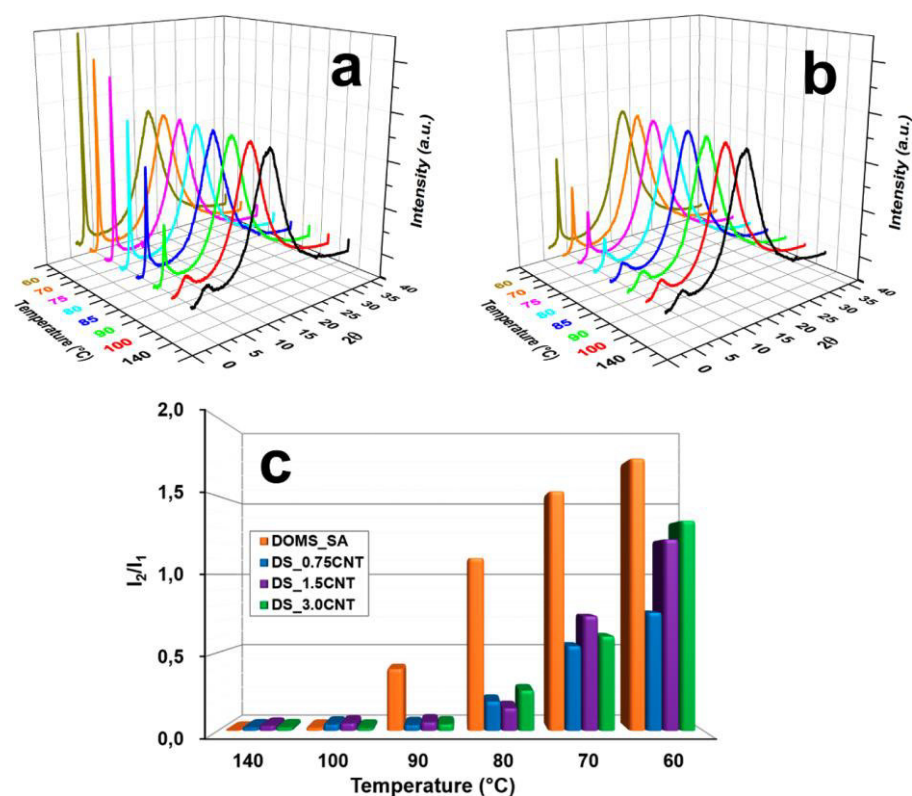 a
Intensity (a.u.)
60
70
75
80
85
90
100
140
Temperature (°C)
0
5
10
15
20
25
30
35
40
2θ
b
Intensity (a.u.)
60
70
75
80
85
90
100
140
Temperature (°C)
0
5
10
15
20
25
30
35
40
2θ
c
2,0
1,5
1,0
0,5
0,0
I₂/I₁
DOMS_SA
DS_0.75CNT
DS_1.5CNT
DS_3.0CNT
140 100 90 80 70 60
Temperature (°C)